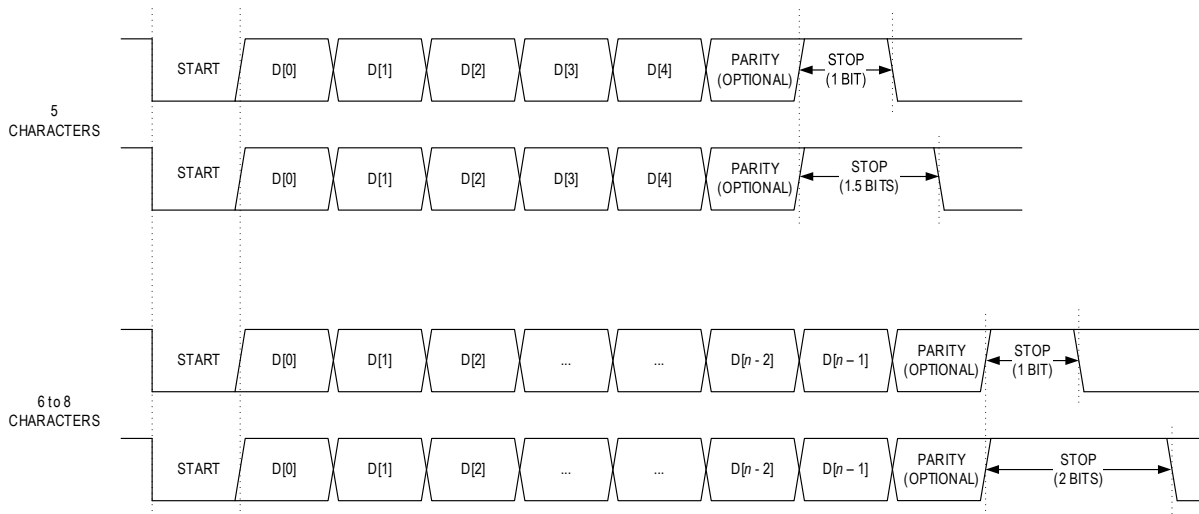 START D[0] D[1] D[2] D[3] D[4] PARITY (OPTIONAL) STOP (1 BIT)
5 CHARACTERS
START D[0] D[1] D[2] D[3] D[4] PARITY (OPTIONAL) STOP (1.5 BITS)
START D[0] D[1] D[2] ... ... D[n - 2] D[n – 1] PARITY (OPTIONAL) STOP (1 BIT)
6 to 8 CHARACTERS
START D[0] D[1] D[2] ... ... D[n - 2] D[n – 1] PARITY (OPTIONAL) STOP (2 BITS)